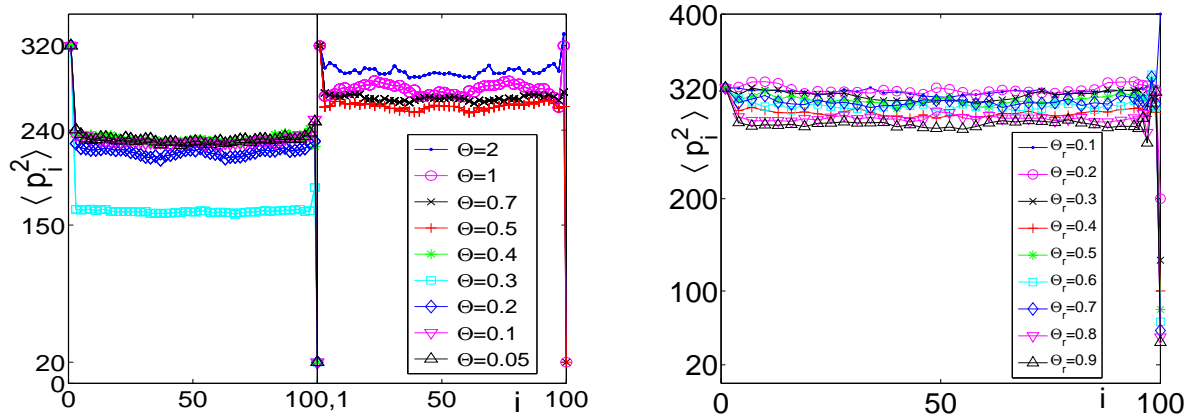 320
240
150
20
0
⟨ p_i^2 ⟩
0
50
100,1
50
i
100
Θ=2
Θ=1
Θ=0.7
Θ=0.5
Θ=0.4
Θ=0.3
Θ=0.2
Θ=0.1
Θ=0.05
400
320
200
100
20
⟨ p_i^2 ⟩
0
50
i
100
Θ_r=0.1
Θ_r=0.2
Θ_r=0.3
Θ_r=0.4
Θ_r=0.5
Θ_r=0.6
Θ_r=0.7
Θ_r=0.8
Θ_r=0.9